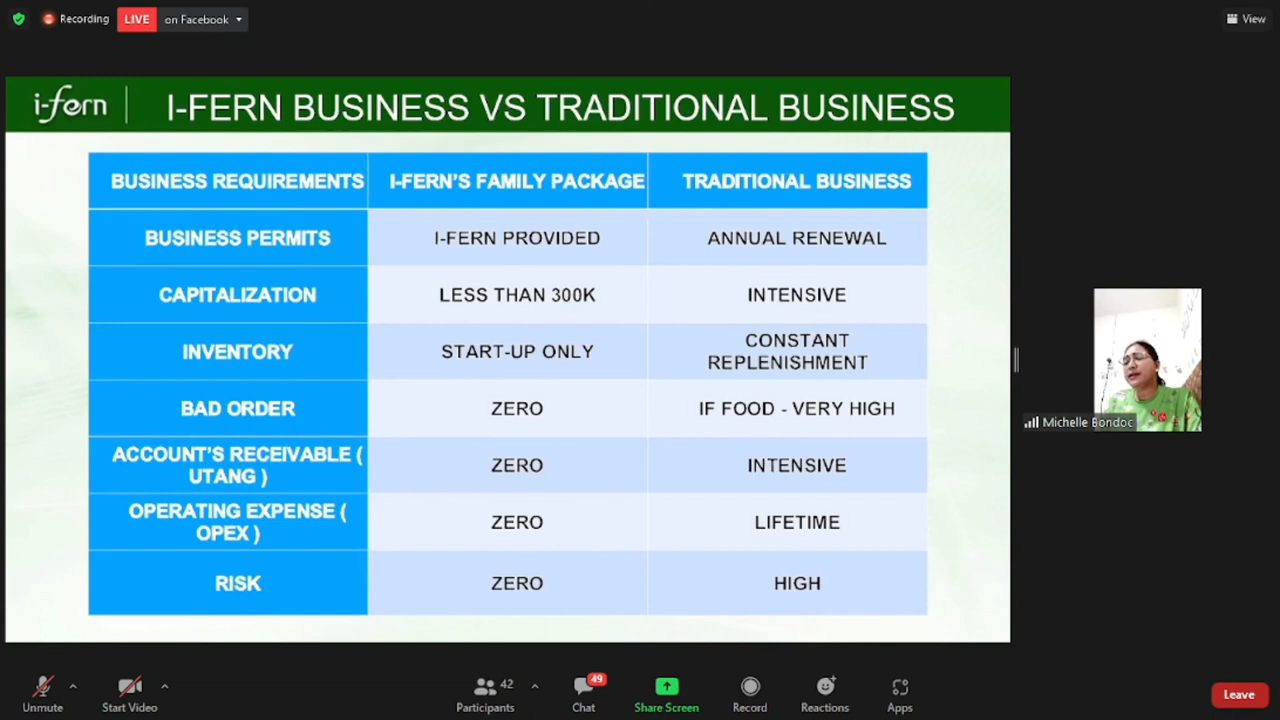 Recording
LIVE
on Facebook
View
i-fern
I-FERN BUSINESS VS TRADITIONAL BUSINESS
BUSINESS REQUIREMENTS
I-FERN'S FAMILY PACKAGE
TRADITIONAL BUSINESS
BUSINESS PERMITS
I-FERN PROVIDED
ANNUAL RENEWAL
CAPITALIZATION
LESS THAN 300K
INTENSIVE
INVENTORY
START-UP ONLY
CONSTANT
REPLENISHMENT
BAD ORDER
ZERO
IF FOOD - VERY HIGH
ACCOUNT'S RECEIVABLE (
UTANG )
ZERO
INTENSIVE
OPERATING EXPENSE (
OPEX )
ZERO
LIFETIME
RISK
ZERO
HIGH
Michelle Bondoc
Unmute
Start Video
42
Participants
49
Chat
Share Screen
Record
Reactions
Apps
Leave